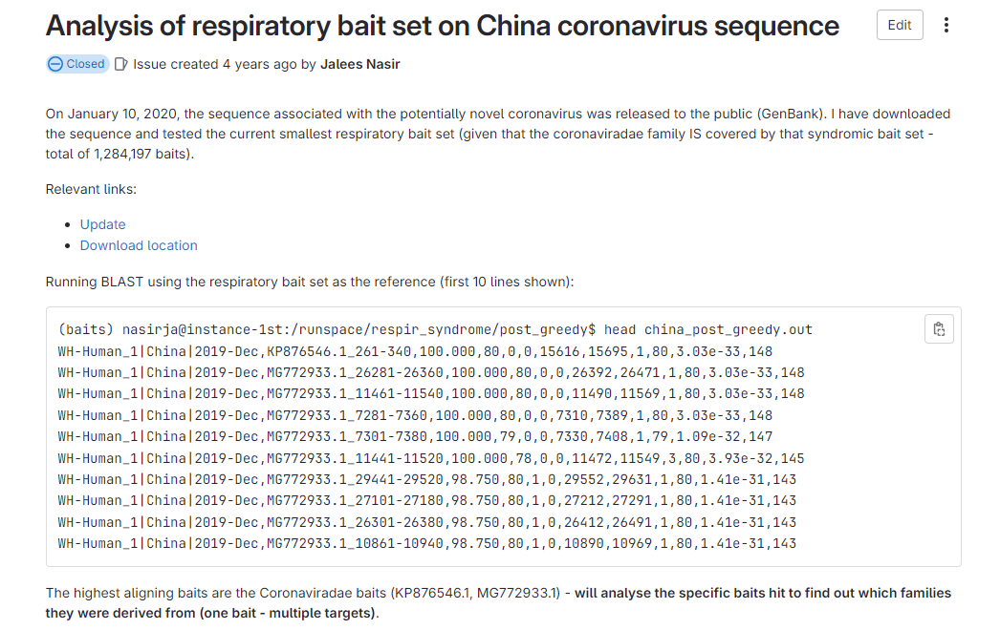 Analysis of respiratory bait set on China coronavirus sequence
Edit
Closed Issue created 4 years ago by Jalees Nasir
On January 10, 2020, the sequence associated with the potentially novel coronavirus was released to the public (GenBank). I have downloaded
the sequence and tested the current smallest respiratory bait set (given that the coronaviradae family IS covered by that syndromic bait set -
total of 1,284,197 baits).
Relevant links:
• Update
• Download location
Running BLAST using the respiratory bait set as the reference (first 10 lines shown):
(baits) nasirja@instance-1st:/runspace/respir_syndrome/post_greedy$ head china_post_greedy.out
WH-Human_1|China|2019-Dec,KP876546.1_261-340,100.000,80,0,0,15616,15695,1,80,3.03e-33,148
WH-Human_1|China|2019-Dec,MG772933.1_26281-26360,100.000,80,0,0,26392,26471,1,80,3.03e-33,148
WH-Human_1|China|2019-Dec,MG772933.1_11461-11540,100.000,80,0,0,11490,11569,1,80,3.03e-33,148
WH-Human_1|China|2019-Dec,MG772933.1_7281-7360,100.000,80,0,0,7310,7389,1,80,3.03e-33,148
WH-Human_1|China|2019-Dec,MG772933.1_7301-7380,100.000,79,0,0,7330,7408,1,79,1.09e-32,147
WH-Human_1|China|2019-Dec,MG772933.1_11441-11520,100.000,78,0,0,11472,11549,3,80,3.93e-32,145
WH-Human_1|China|2019-Dec,MG772933.1_29441-29520,98.750,80,1,0,29552,29631,1,80,1.41e-31,143
WH-Human_1|China|2019-Dec,MG772933.1_27101-27180,98.750,80,1,0,27212,27291,1,80,1.41e-31,143
WH-Human_1|China|2019-Dec,MG772933.1_26301-26380,98.750,80,1,0,26412,26491,1,80,1.41e-31,143
WH-Human_1|China|2019-Dec,MG772933.1_10861-10940,98.750,80,1,0,10890,10969,1,80,1.41e-31,143
The highest aligning baits are the Coronaviradae baits (KP876546.1, MG772933.1) - will analyse the specific baits hit to find out which families
they were derived from (one bait - multiple targets).